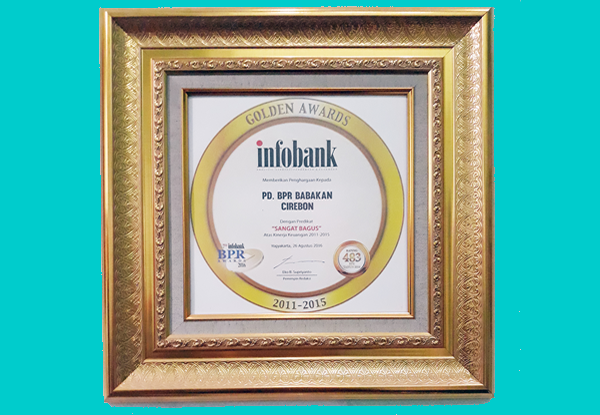 GOLDEN AWARDS
infobank
Memberikan Penghargaan Kepada
PD. BPR BABAKAN
CIREBON
Dengan Predikat
"SANGAT BAGUS"
Atas Kinerja Keuangan 2011-2015
Yogyakarta, 26 Agustus 2016
infobank
BPR
AWARDS
2016
483
Eko B. Supriyanto
Pemimpin Redaksi
2011-2015